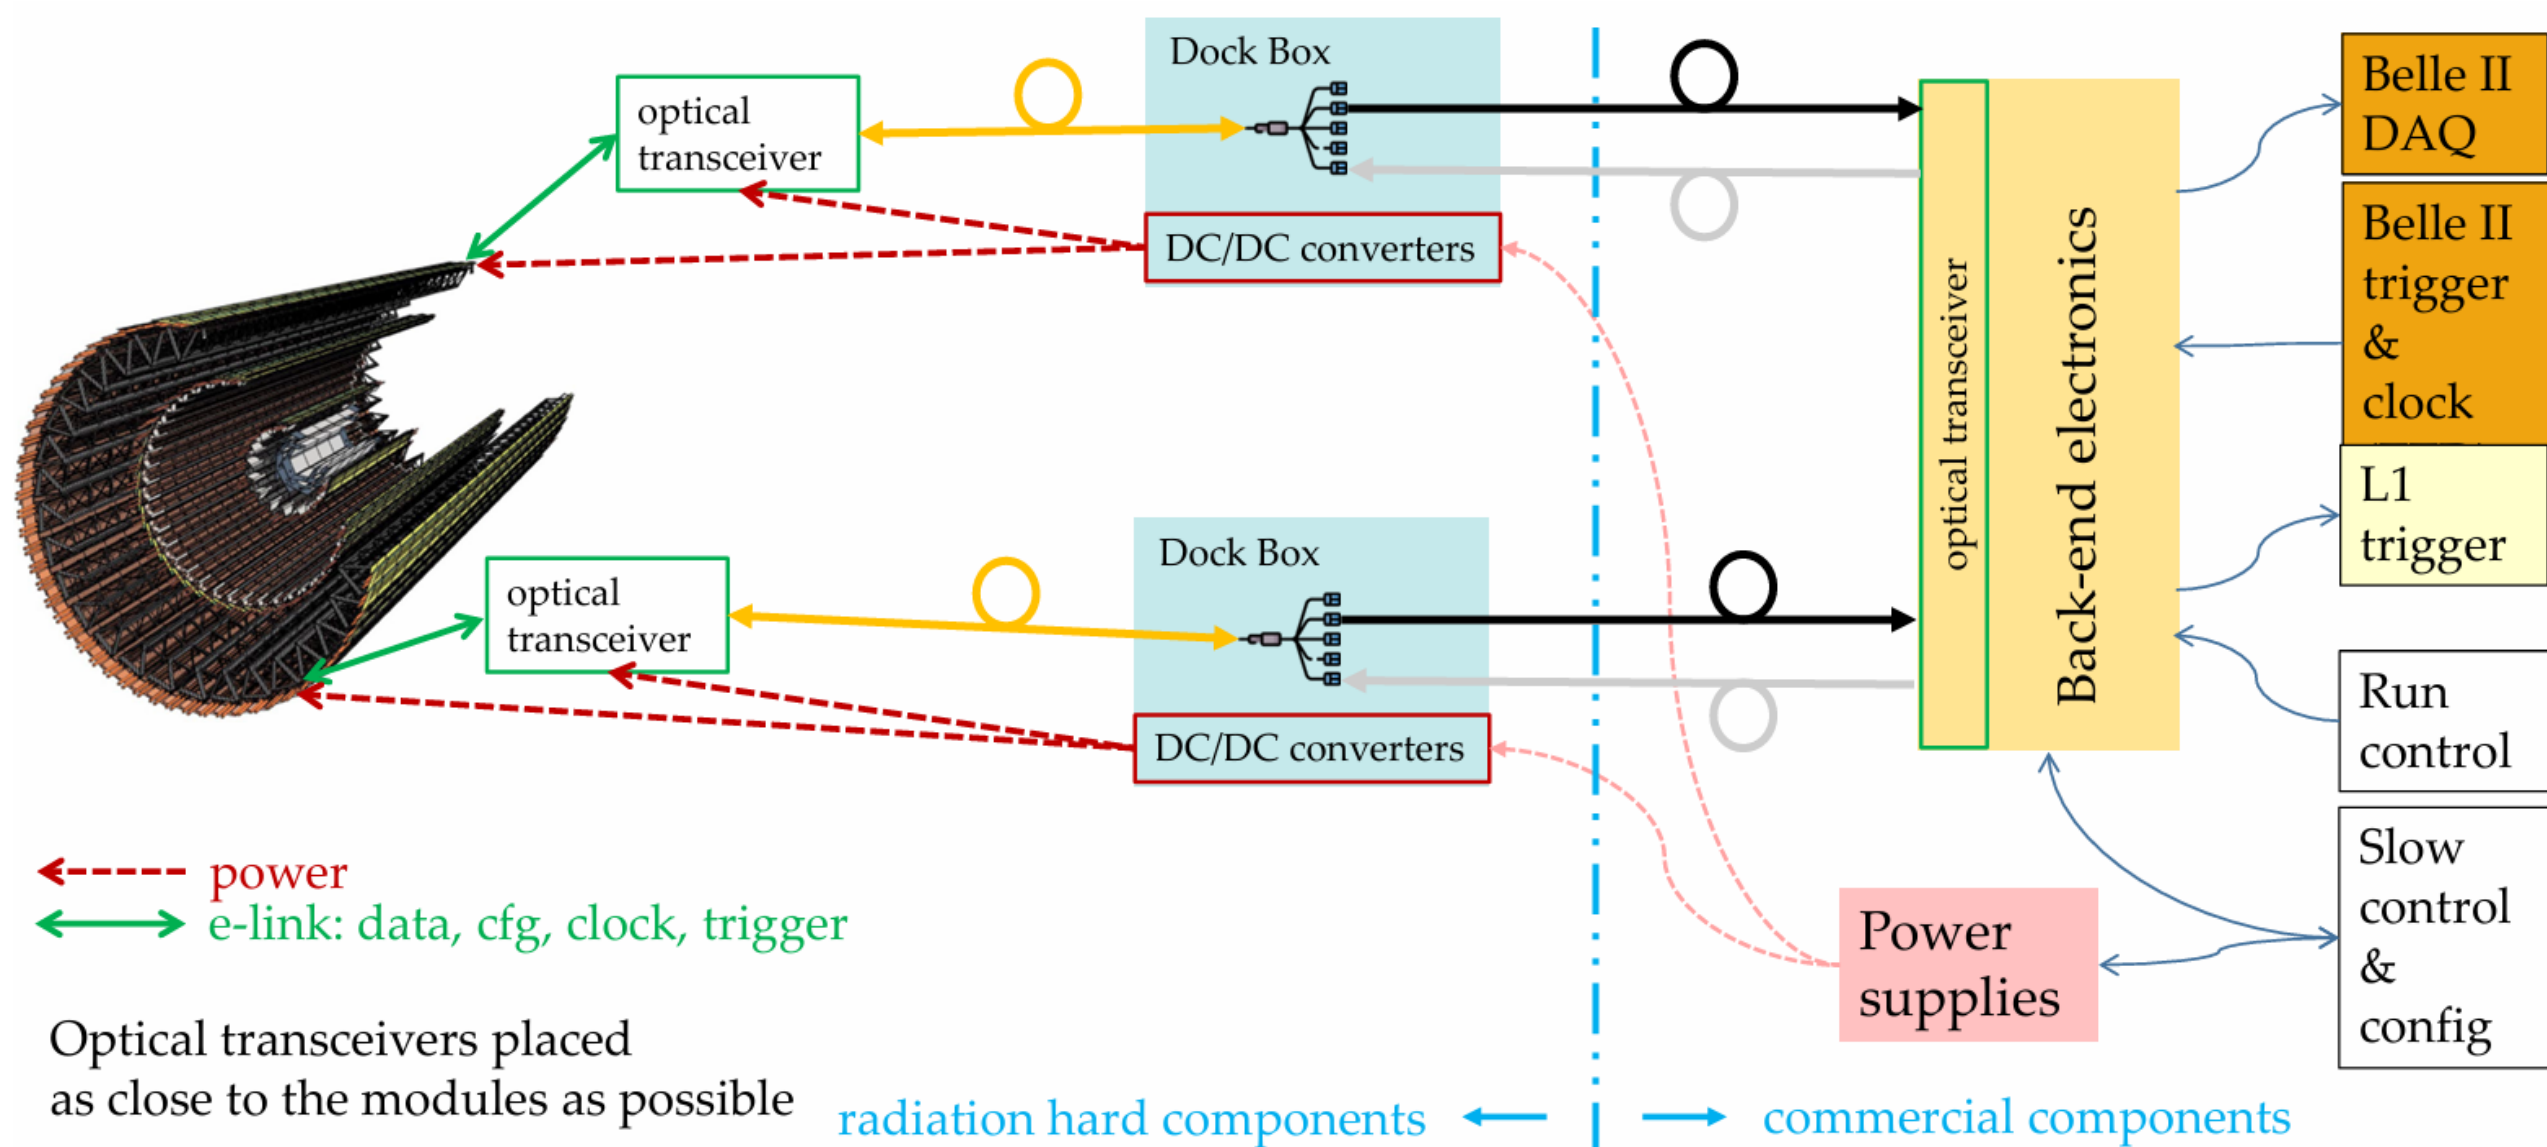 Dock Box
optical
transceiver
DC/DC converters
Dock Box
optical
transceiver
DC/DC converters
optical transceiver
Back-end electronics
Belle II
DAQ
Belle II
trigger
&
clock
L1
trigger
Run
control
Slow
control
&
config
Power
supplies
power
e-link: data, cfg, clock, trigger
Optical transceivers placed
as close to the modules as possible
radiation hard components
commercial components